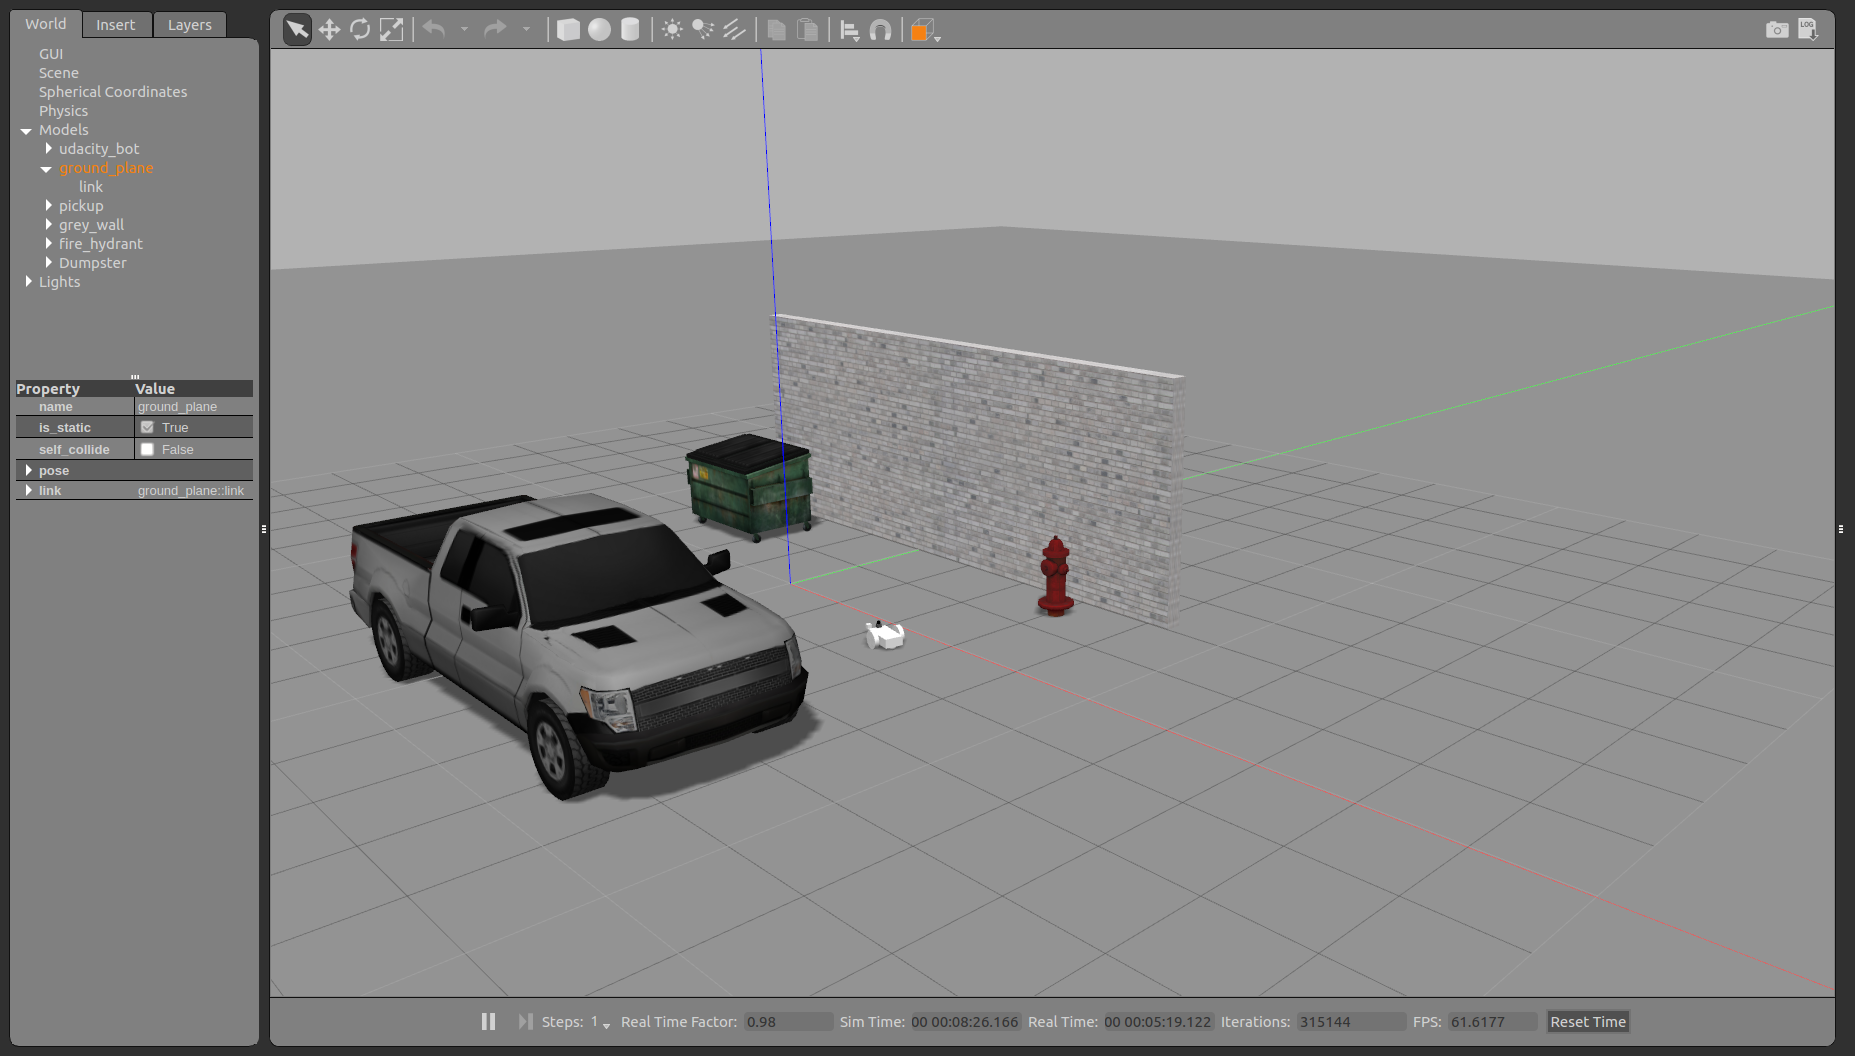 World Insert Layers
GUI
Scene
Spherical Coordinates
Physics
Models
udacity_bot
ground_plane
link
pickup
grey_wall
fire_hydrant
Dumpster
Lights
Property Value
name ground_plane
is_static True
self_collide False
pose
link ground_plane::link
LOG
Steps: 1 Real Time Factor: 0.98 Sim Time: 00 00:08:26.166 Real Time: 00 00:05:19.122 Iterations: 315144 FPS: 61.6177 Reset Time